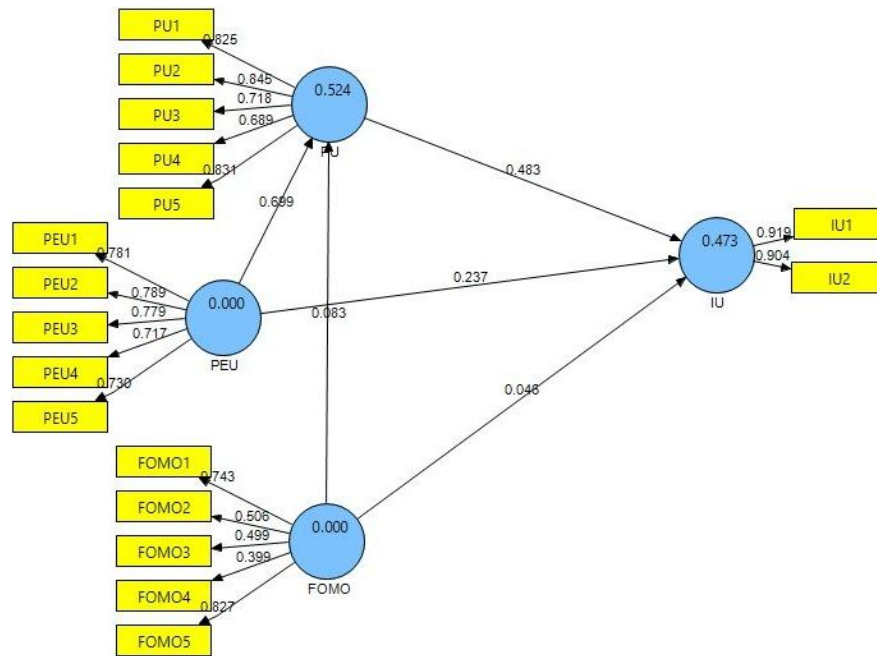 PU1
0.825
PU2
0.845
PU3
0.718
PU4
0.689
PU5
0.831
0.524
PU
0.483
0.699
PEU1
0.781
PEU2
0.789
PEU3
0.779
PEU4
0.717
PEU5
0.730
0.000
PEU
0.237
0.083
0.473
IU
0.919
IU1
0.904
IU2
0.046
FOMO1
0.743
FOMO2
0.506
FOMO3
0.499
FOMO4
0.399
FOMO5
0.827
0.000
FOMO